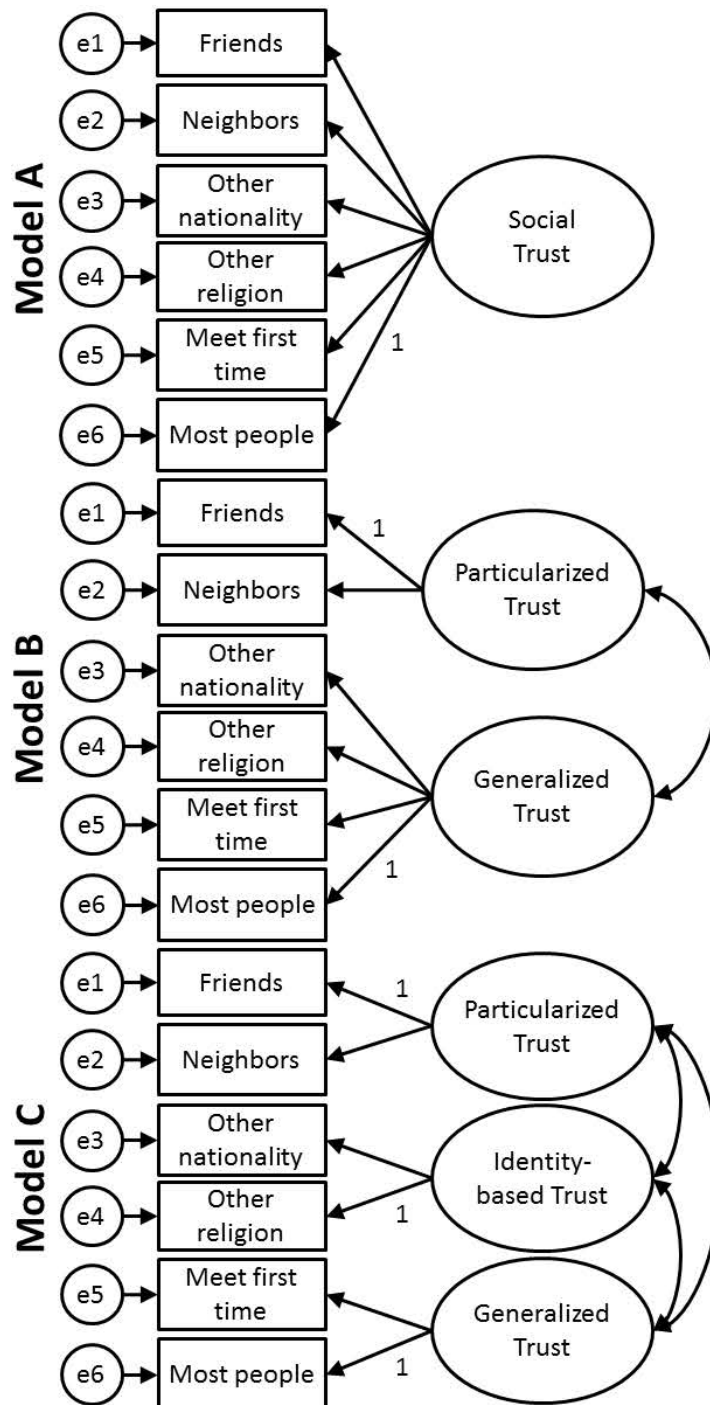 Model A
e1
Friends
e2
Neighbors
e3
Other
nationality
e4
Other
religion
e5
Meet first
time
e6
Most people
1
Social
Trust
Model B
e1
Friends
e2
Neighbors
e3
Other
nationality
e4
Other
religion
e5
Meet first
time
e6
Most people
1
Particularized
Trust
1
Generalized
Trust
Model C
e1
Friends
e2
Neighbors
e3
Other
nationality
e4
Other
religion
e5
Meet first
time
e6
Most people
1
Particularized
Trust
1
Identity-
based Trust
1
Generalized
Trust